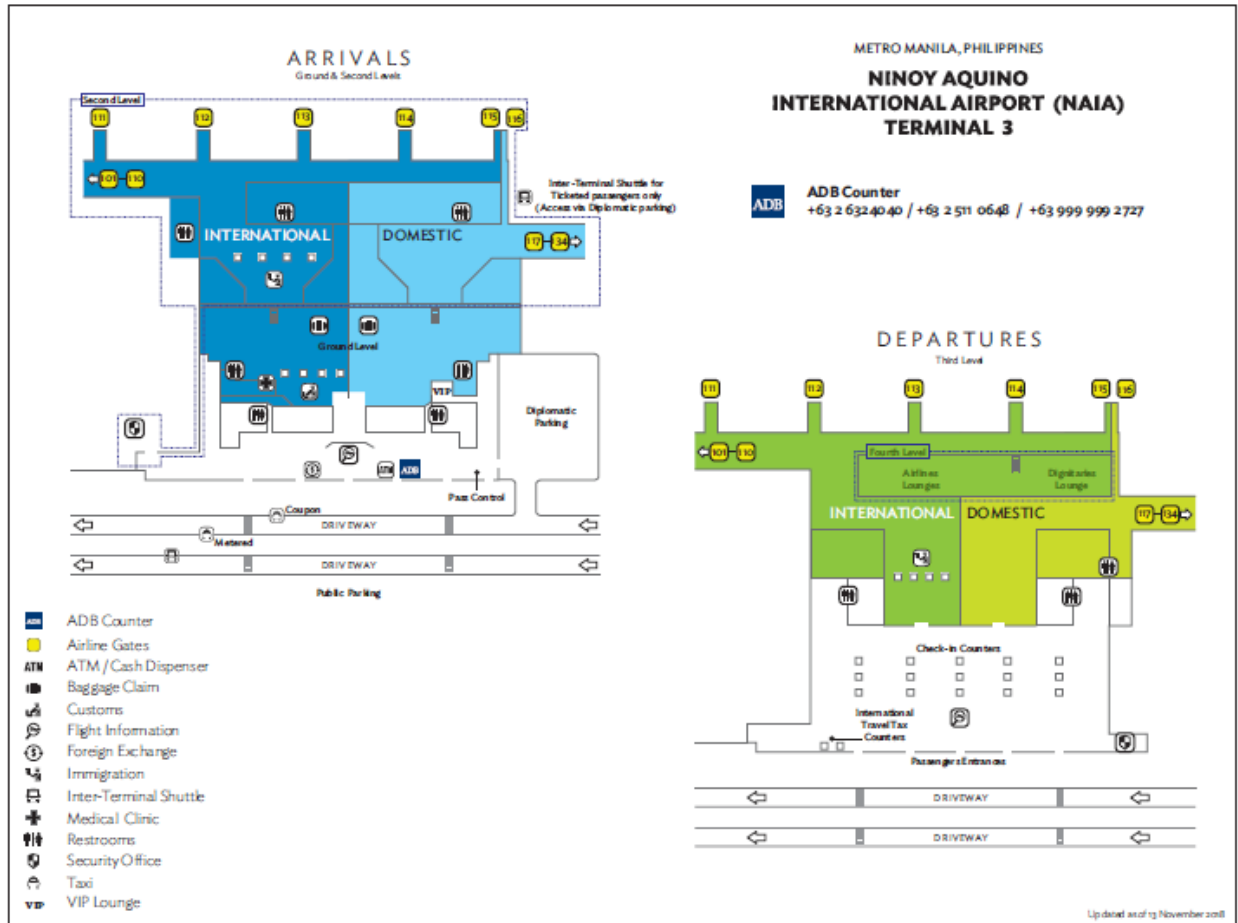 ARRIVALS
Ground & Second Levels
Second Level
111
112
113
114
115
116
101
110
Inter-Terminal Shuttle for
Ticketed passengers only
(Access via Diplomatic parking)
INTERNATIONAL
DOMESTIC
117
134
Ground Level
VIP
Diplomatic
Parking
ATM
ADB
Pass Control
Coupon
DRIVEWAY
Metered
DRIVEWAY
Public Parking
ADB
ADB Counter
Airline Gates
ATM
ATM / Cash Dispenser
Baggage Claim
Customs
Flight Information
Foreign Exchange
Immigration
Inter-Terminal Shuttle
Medical Clinic
Restrooms
Security Office
Taxi
VIP
VIP Lounge
METRO MANILA, PHILIPPINES
NINOY AQUINO
INTERNATIONAL AIRPORT (NAIA)
TERMINAL 3
ADB
ADB Counter
+63 2 6324040 / +63 2 511 0648 / +63 999 999 2727
DEPARTURES
Third Level
111
112
113
114
115
116
101
110
Fourth Level
Airlines
Lounges
Dignitaries
Lounge
INTERNATIONAL
DOMESTIC
117
134
Check-in Counters
International
Travel Tax
Counters
Passengers Entrances
DRIVEWAY
DRIVEWAY
Updated as of 13 November 2018